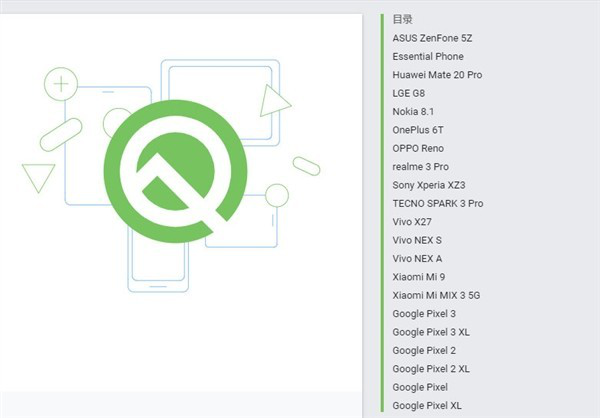 目录
ASUS ZenFone 5Z
Essential Phone
Huawei Mate 20 Pro
LGE G8
Nokia 8.1
OnePlus 6T
OPPO Reno
realme 3 Pro
Sony Xperia XZ3
TECNO SPARK 3 Pro
Vivo X27
Vivo NEX S
Vivo NEX A
Xiaomi Mi 9
Xiaomi Mi MIX 3 5G
Google Pixel 3
Google Pixel 3 XL
Google Pixel 2
Google Pixel 2 XL
Google Pixel
Google Pixel XL